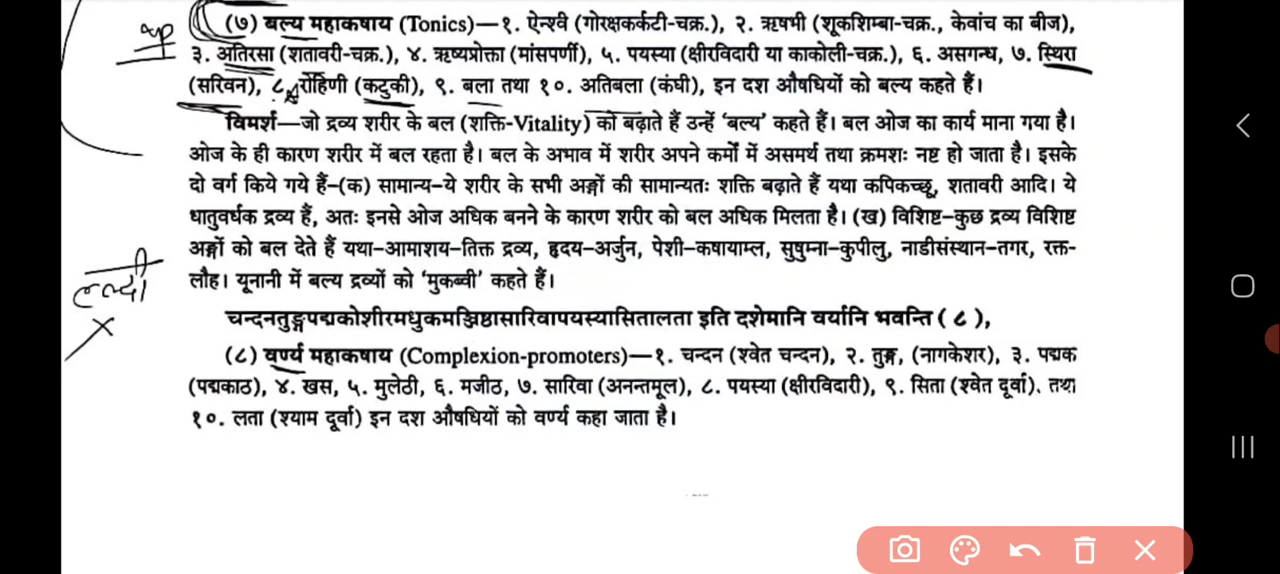 (७) बल्य महाकषाय (Tonics)—१. ऐन्श्वी (गोरक्षकर्कटी-चक्र.), २. ऋषभी (शूकशिम्बा-चक्र., केवांच का बीज),
३. अतिरसा (शतावरी-चक्र.), ४. ऋष्यप्रोक्ता (मांसपर्णी), ५. पयस्या (क्षीरविदारी या काकोली-चक्र.), ६. असगन्ध, ७. स्थिरा
(सरिवन), ८. रोहिणी (कटुकी), ९. बला तथा १०. अतिबला (कंघी), इन दश औषधियों को बल्य कहते हैं।
विमर्श—जो द्रव्य शरीर के बल (शक्ति-Vitality) को बढ़ाते हैं उन्हें 'बल्य' कहते हैं। बल ओज का कार्य माना गया है।
ओज के ही कारण शरीर में बल रहता है। बल के अभाव में शरीर अपने कर्मों में असमर्थ तथा क्रमशः नष्ट हो जाता है। इसके
दो वर्ग किये गये हैं–(क) सामान्य–ये शरीर के सभी अङ्गों की सामान्यतः शक्ति बढ़ाते हैं यथा कपिकच्छू, शतावरी आदि। ये
धातुवर्धक द्रव्य हैं, अतः इनसे ओज अधिक बनने के कारण शरीर को बल अधिक मिलता है। (ख) विशिष्ट–कुछ द्रव्य विशिष्ट
अङ्गों को बल देते हैं यथा–आमाशय–तिक्त द्रव्य, हृदय–अर्जुन, पेशी–कषायाम्ल, सुषुम्ना–कुपीलु, नाडीसंस्थान–तगर, रक्त–
लौह। यूनानी में बल्य द्रव्यों को 'मुकब्वी' कहते हैं।
चन्दनतुङ्गपद्मकोशीरमधुकमञ्जिष्ठासारिवापयस्यासितालता इति दशेमानि वर्यानि भवन्ति ( ८ ),
(८) वर्ण्य महाकषाय (Complexion-promoters)—१. चन्दन (श्वेत चन्दन), २. तुङ्ग, (नागकेशर), ३. पद्मक
(पद्मकाठ), ४. खस, ५. मुलेठी, ६. मजीठ, ७. सारिवा (अनन्तमूल), ८. पयस्या (क्षीरविदारी), ९. सिता (श्वेत दूर्वा). तथा
१०. लता (श्याम दूर्वा) इन दश औषधियों को वर्ण्य कहा जाता है।